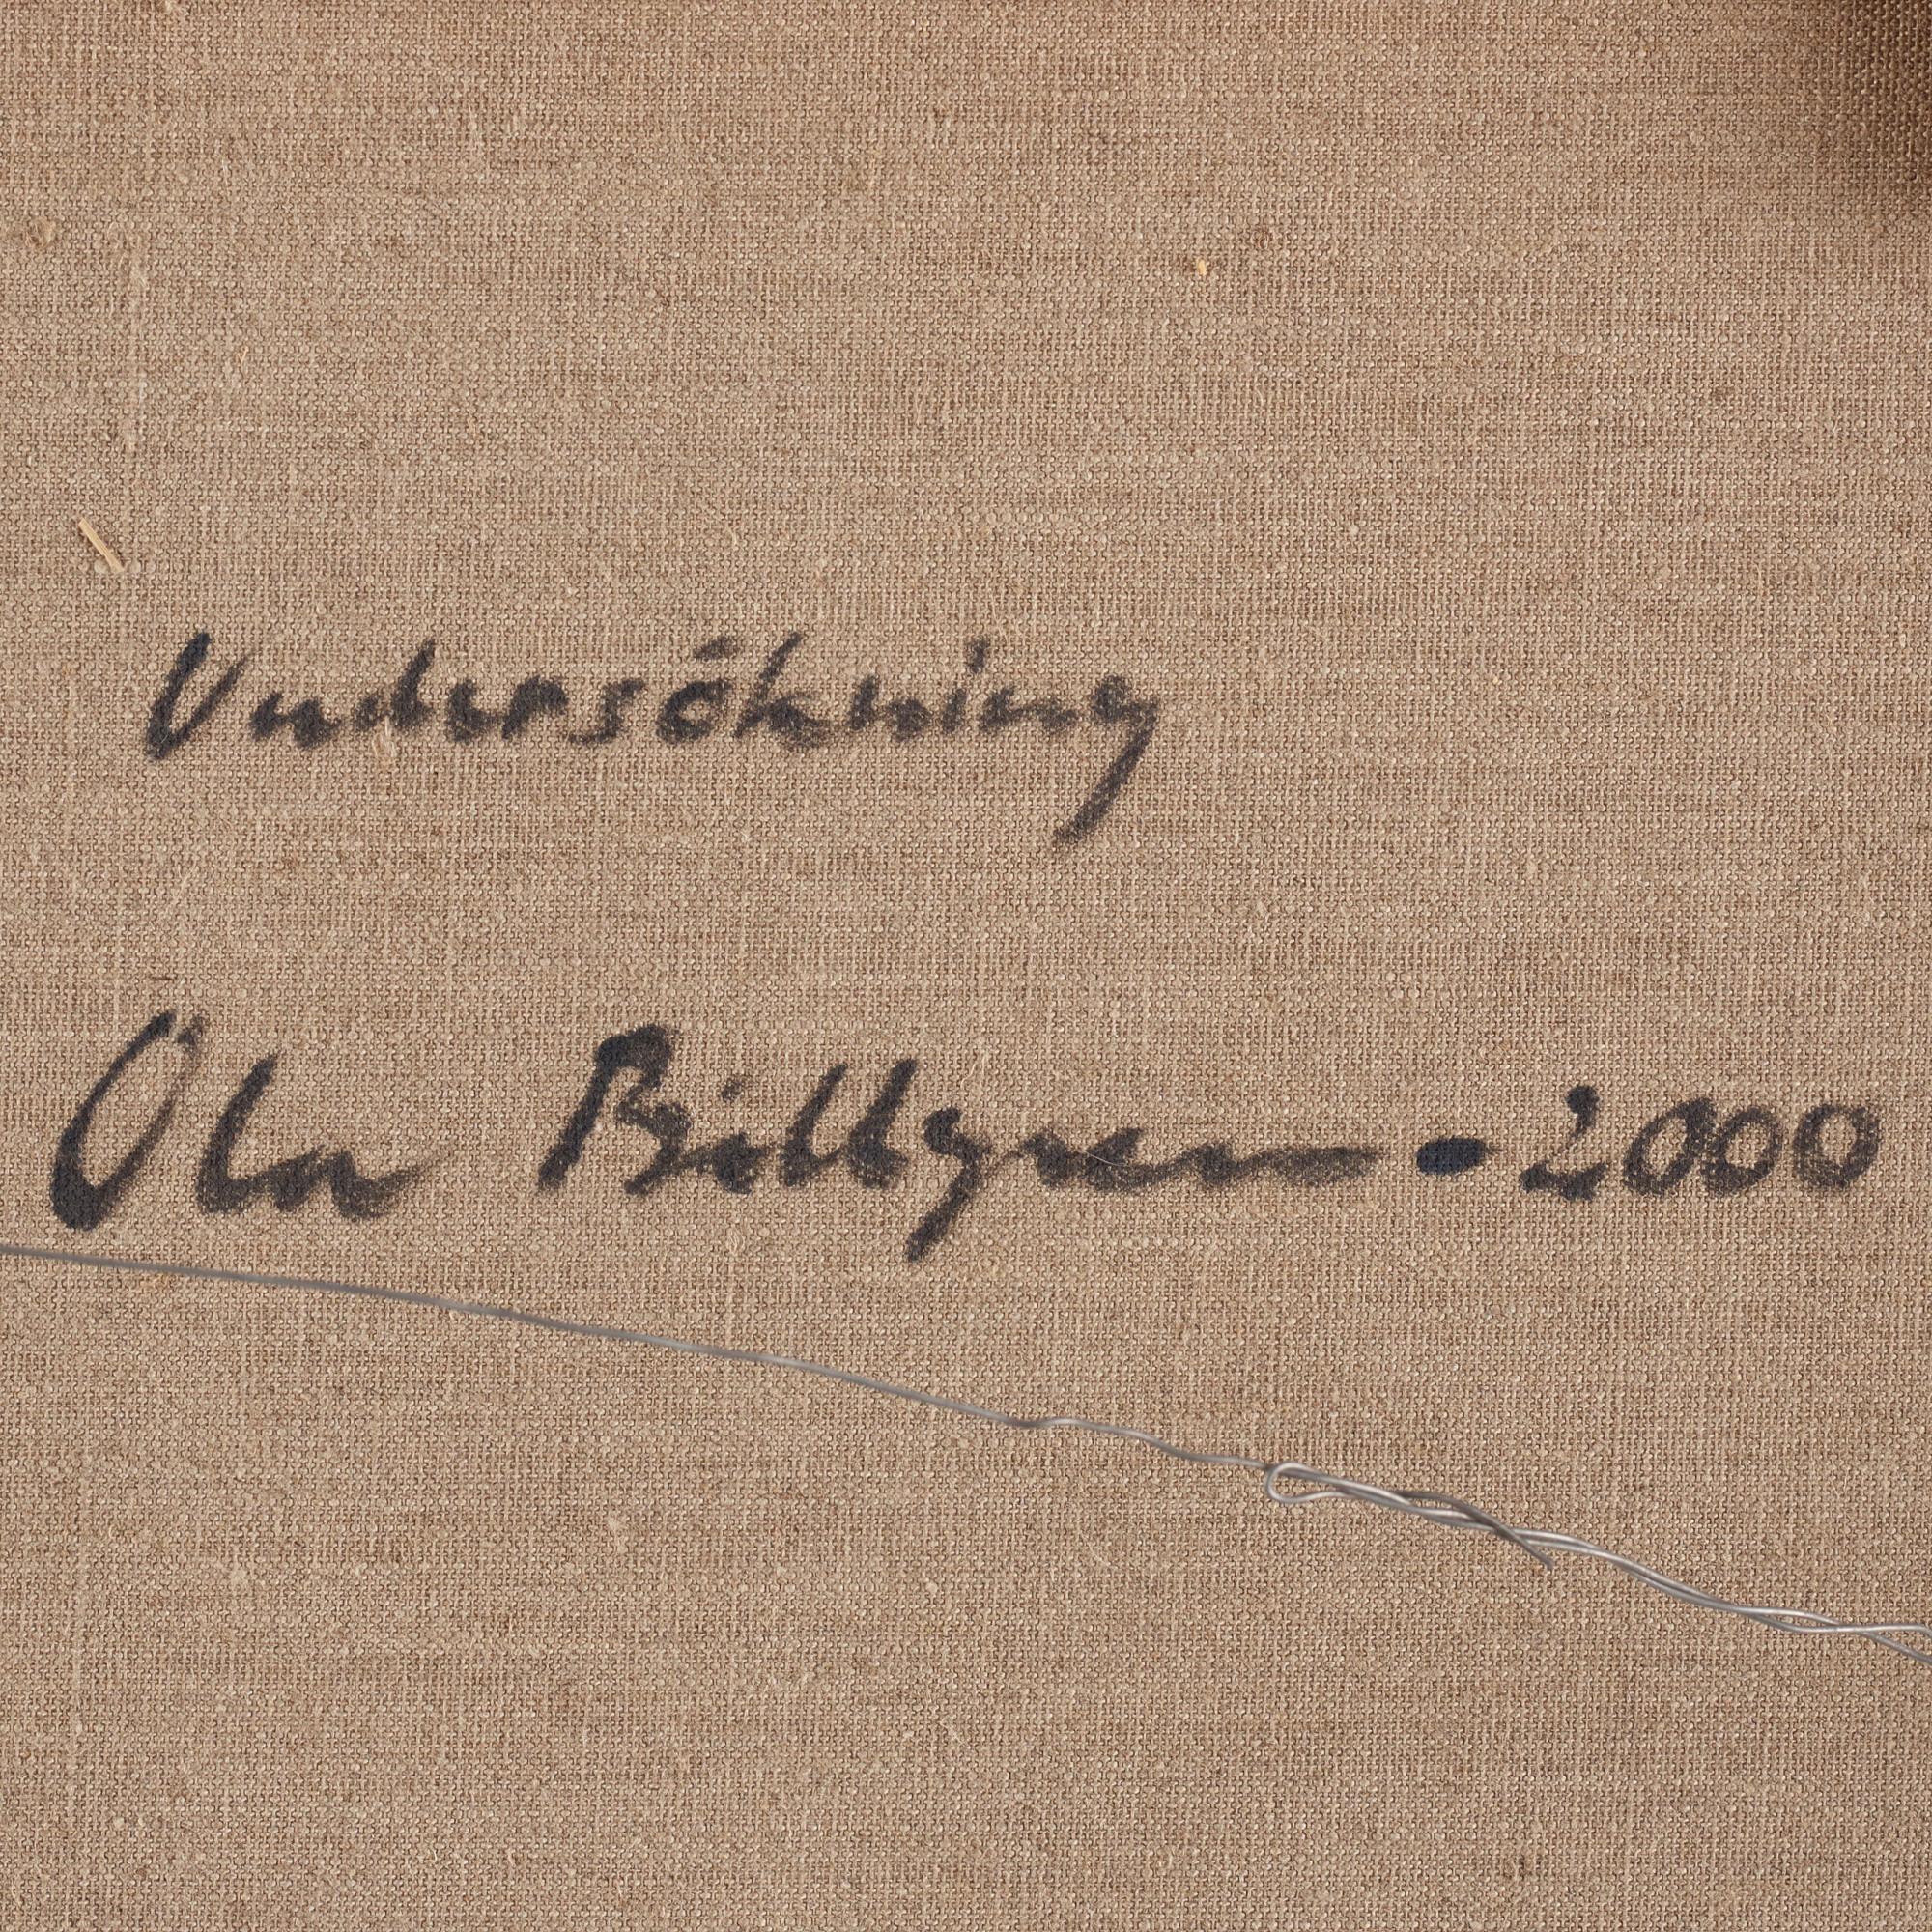 Undersökning
Ola Billgren • 2000